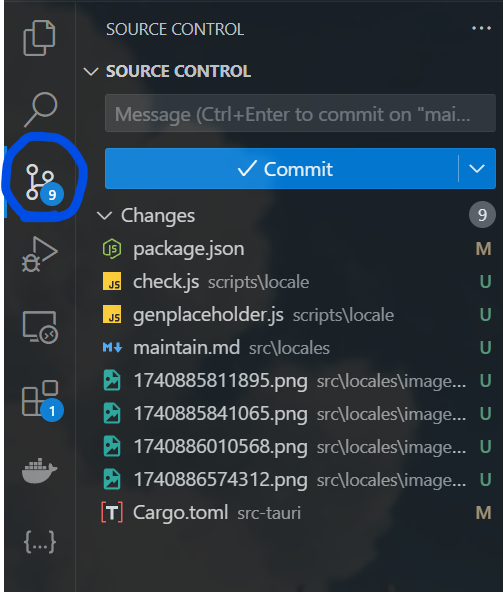 SOURCE CONTROL ...
SOURCE CONTROL
Message (Ctrl+Enter to commit on "mai...
Commit
9
Changes 9
package.json M
JS check.js scripts\locale U
JS genplaceholder.js scripts\locale U
M maintain.md src\locales U
1740885811895.png src\locales\image... U
1
1740885841065.png src\locales\image... U
1740886010568.png src\locales\image... U
1740886574312.png src\locales\image... U
[T] Cargo.toml src-tauri M
{...}